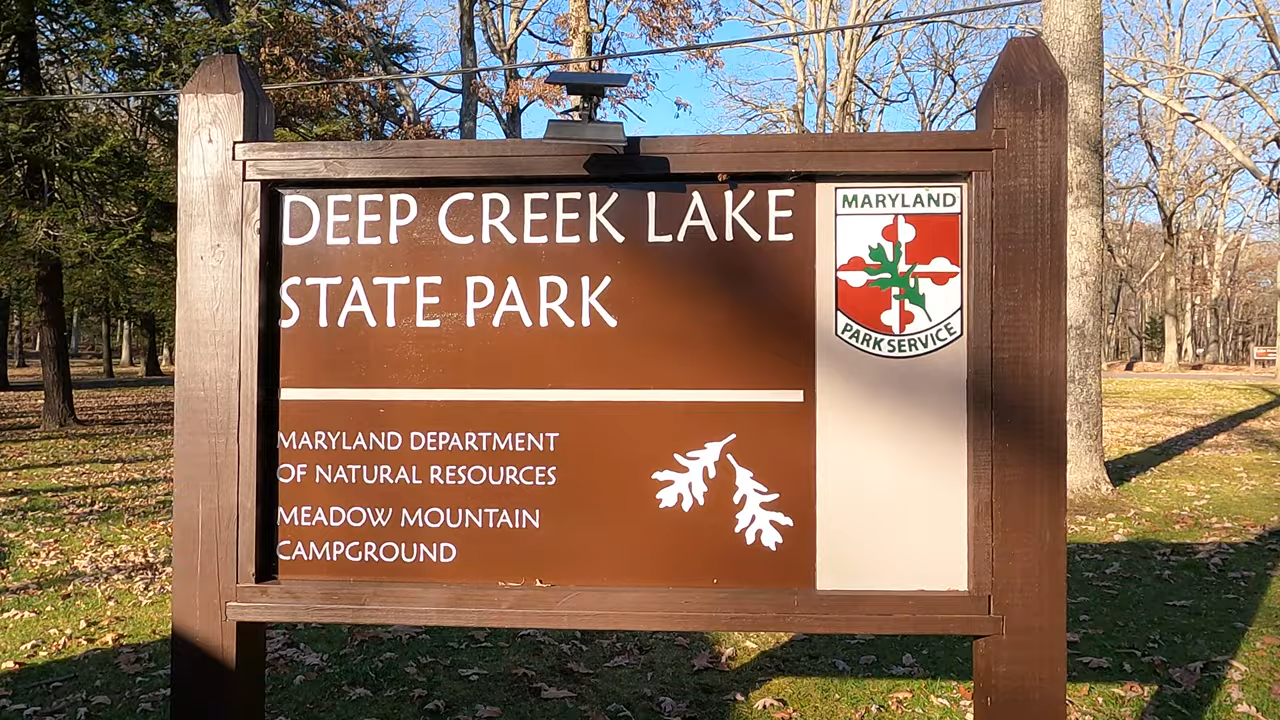 DEEP CREEK LAKE
STATE PARK
MARYLAND DEPARTMENT
OF NATURAL RESOURCES
MEADOW MOUNTAIN
CAMPGROUND
MARYLAND
PARK SERVICE